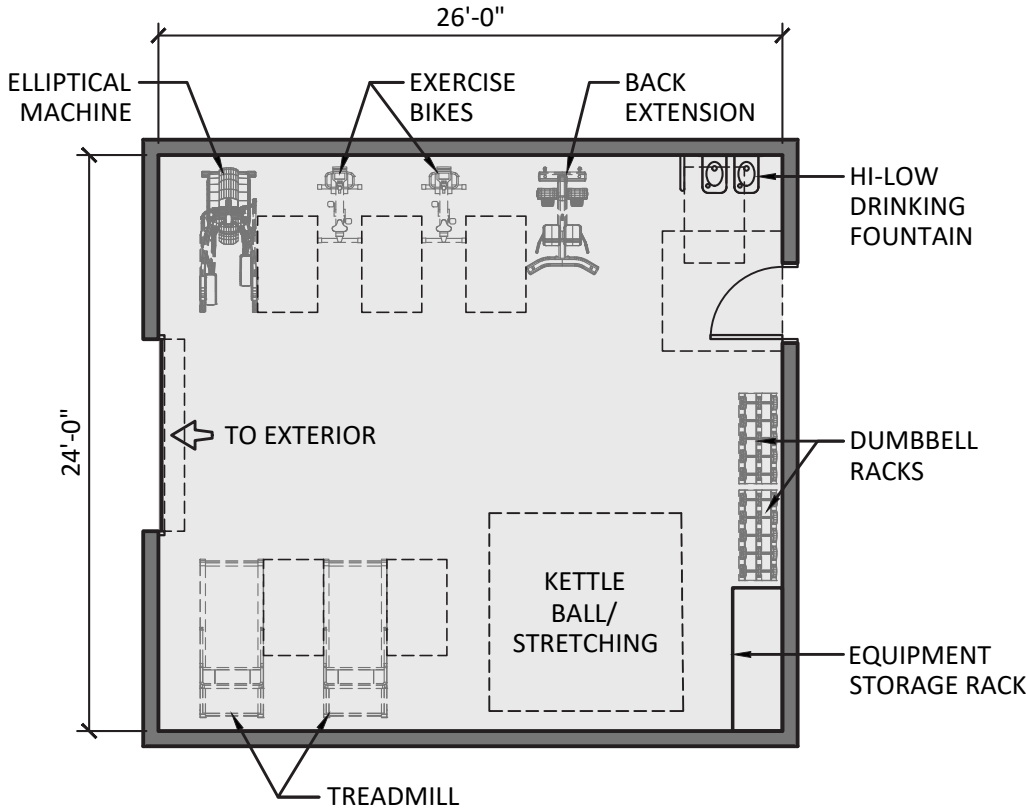 26'-0"
ELLIPTICAL
MACHINE
EXERCISE
BIKES
BACK
EXTENSION
HI-LOW
DRINKING
FOUNTAIN
24'-0"
TO EXTERIOR
DUMBBELL
RACKS
KETTLE
BALL/
STRETCHING
EQUIPMENT
STORAGE RACK
TREADMILL